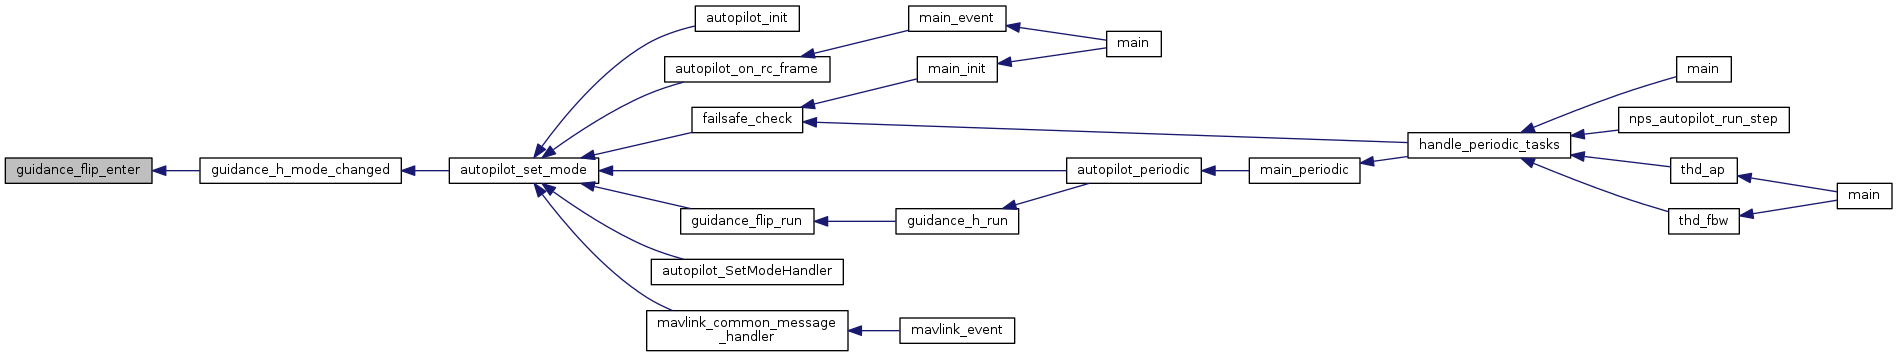 guidance_flip_enter
guidance_h_mode_changed
autopilot_set_mode
autopilot_init
autopilot_on_rc_frame
main_event
main
failsafe_check
main_init
handle_periodic_tasks
main
nps_autopilot_run_step
thd_ap
main
thd_fbw
autopilot_periodic
main_periodic
guidance_flip_run
guidance_h_run
autopilot_SetModeHandler
mavlink_common_message
_handler
mavlink_event